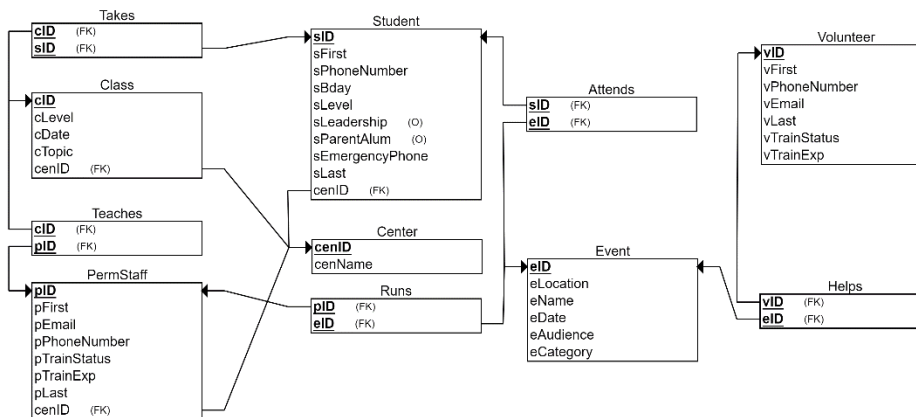 Takes
cID (FK)
sID (FK)
Class
cID
cLevel
cDate
cTopic
cenID (FK)
Teaches
cID (FK)
pID (FK)
PermStaff
pID
pFirst
pEmail
pPhoneNumber
pTrainStatus
pTrainExp
pLast
cenID (FK)
Student
sID
sFirst
sPhoneNumber
sBday
sLevel
sLeadership (O)
sParentAlum (O)
sEmergencyPhone
sLast
cenID (FK)
Center
cenID
cenName
Runs
pID (FK)
eID (FK)
Attends
sID (FK)
eID (FK)
Event
eID
eLocation
eName
eDate
eAudience
eCategory
Volunteer
vID
vFirst
vPhoneNumber
vEmail
vLast
vTrainStatus
vTrainExp
Helps
vID (FK)
eID (FK)